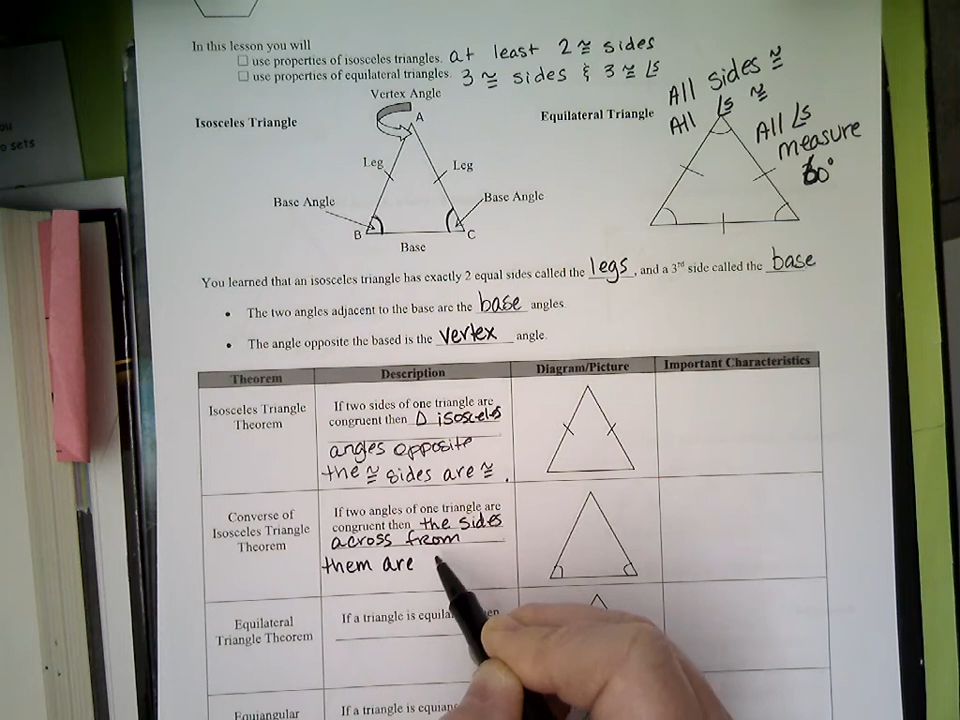 In this lesson you will
☐ use properties of isosceles triangles. at least 2 ≅ sides
☐ use properties of equilateral triangles. 3 ≅ sides & 3 ≅ ∠s
Vertex Angle
Isosceles Triangle
A
Leg
Leg
Base Angle
Base Angle
B
C
Base
Equilateral Triangle
All sides ≅
All ∠s ≅
All ∠s
measure
60°
You learned that an isosceles triangle has exactly 2 equal sides called the legs, and a 3rd side called the base
• The two angles adjacent to the base are the base angles.
• The angle opposite the based is the vertex angle.
Theorem Description Diagram/Picture Important Characteristics
Isosceles Triangle
Theorem
If two sides of one triangle are
congruent then △ isosceles
angles opposite
the ≅ sides are ≅.
Converse of
Isosceles Triangle
Theorem
If two angles of one triangle are
congruent then the sides
across from
them are
Equilateral
Triangle Theorem
If a triangle is
Equiangular
If a triangle is
to sets